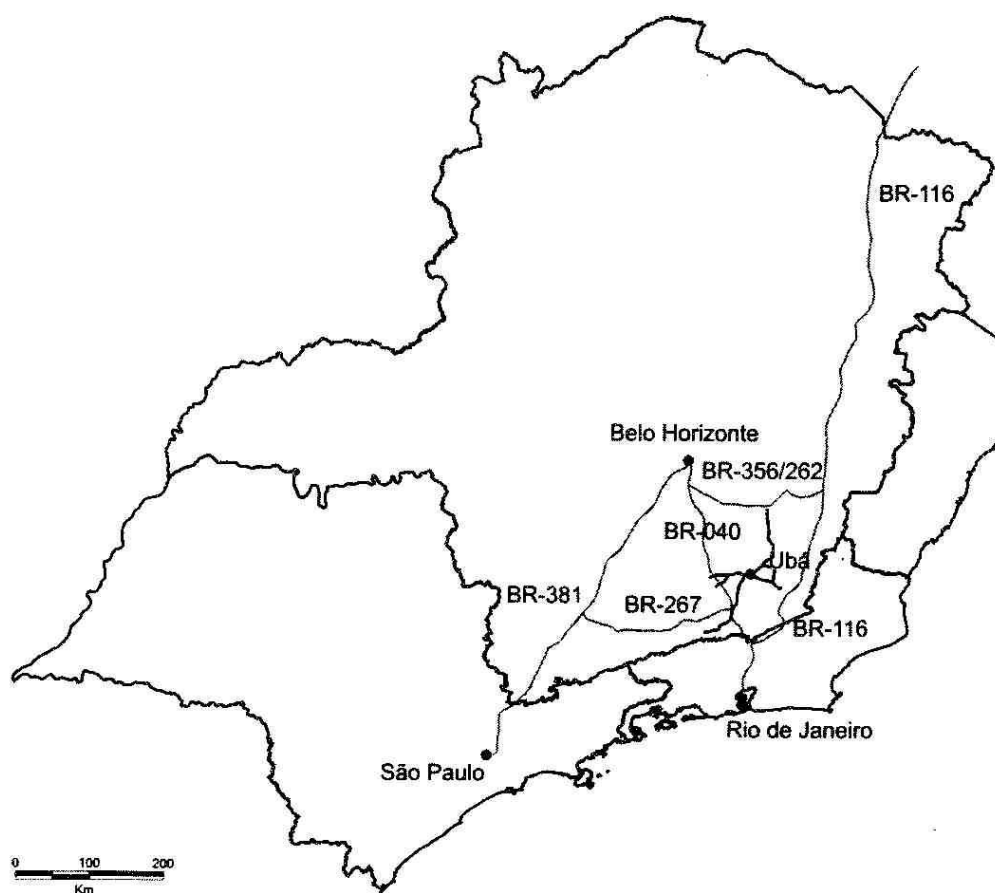 BR-116
Belo Horizonte
BR-356/262
BR-040
Ubá
BR-381
BR-267
BR-116
Rio de Janeiro
São Paulo
0 100 200
Km